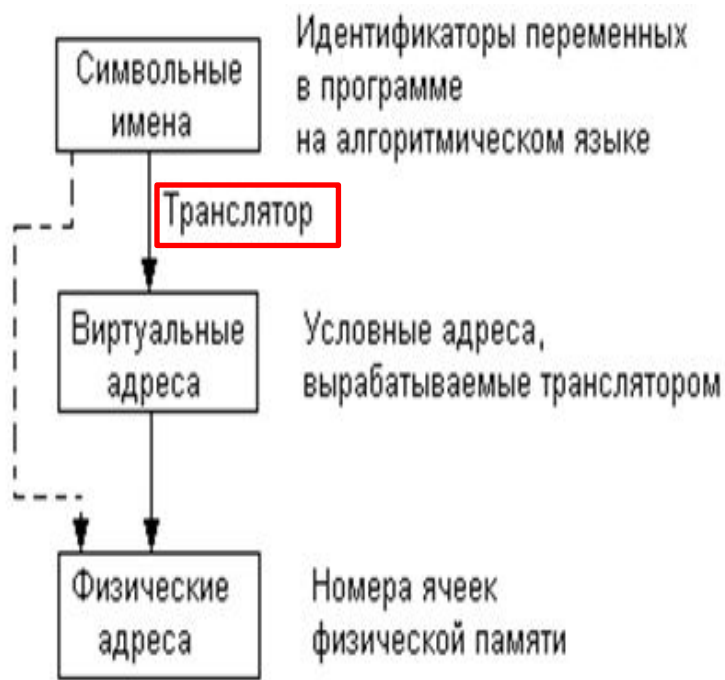 Символьные
имена
Идентификаторы переменных
в программе
на алгоритмическом языке
Транслятор
Виртуальные
адреса
Условные адреса,
вырабатываемые транслятором
Физические
адреса
Номера ячеек
физической памяти